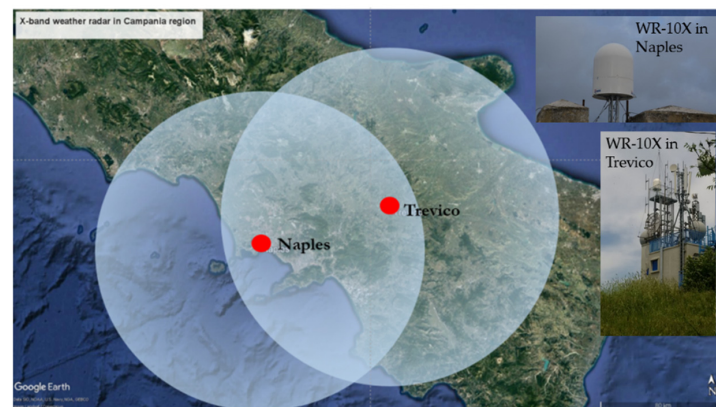 X-band weather radar in Campania region
WR-10X in
Naples
WR-10X in
Trevico
Trevico
Naples
Google Earth
N